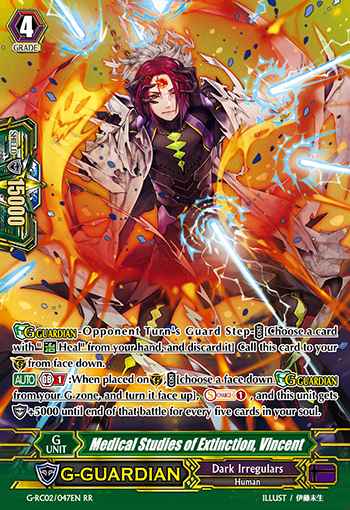 4
GRADE
SHIELD
15000
G GUARDIAN -Opponent Turn's Guard Step- [Choose a card
with " Heal" from your hand, and discard it] Call this card to your
G from face down.
AUTO 1 :When placed on G, [choose a face down G GUARDIAN
from your G zone, and turn it face up], 1 , and this unit gets
+5000 until end of that battle for every five cards in your soul.
G
UNIT
Medical Studies of Extinction, Vincent
G-GUARDIAN
Dark Irregulars
Human
G-RC02/047EN RR
ILLUST / 伊藤未生